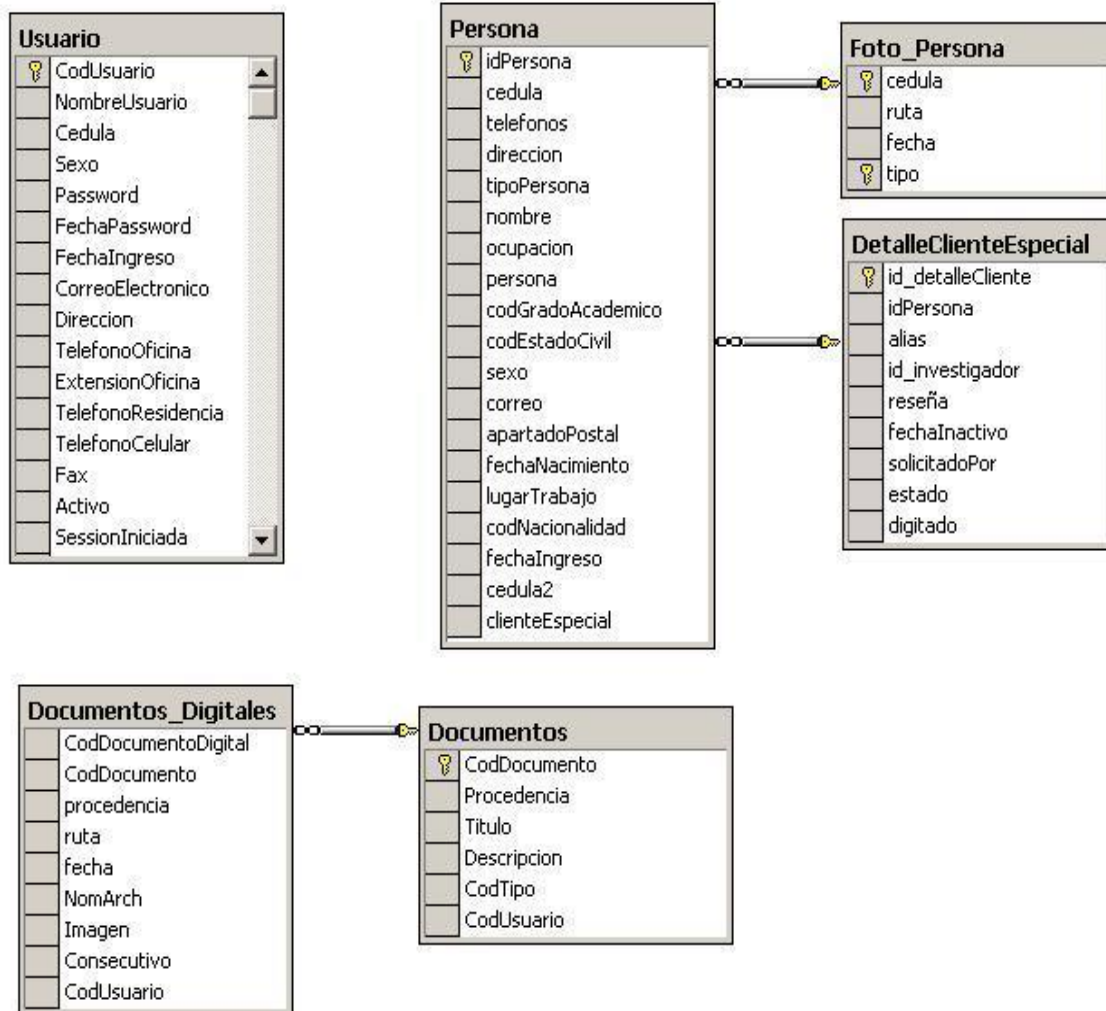 Usuario
CodUsuario
NombreUsuario
Cedula
Sexo
Password
FechaPassword
FechaIngreso
CorreoElectronico
Direccion
TelefonoOficina
ExtensionOficina
TelefonoResidencia
TelefonoCelular
Fax
Activo
SessionIniciada
Persona
idPersona
cedula
telefonos
direccion
tipoPersona
nombre
ocupacion
persona
codGradoAcademico
codEstadoCivil
sexo
correo
apartadoPostal
fechaNacimiento
lugarTrabajo
codNacionalidad
fechaIngreso
cedula2
clienteEspecial
Foto_Persona
cedula
ruta
fecha
tipo
DetalleClienteEspecial
id_detalleCliente
idPersona
alias
id_investigador
reseña
fechaInactivo
solicitadoPor
estado
digitado
Documentos_Digitales
CodDocumentoDigital
CodDocumento
procedencia
ruta
fecha
NomArch
Imagen
Consecutivo
CodUsuario
Documentos
CodDocumento
Procedencia
Titulo
Descripcion
CodTipo
CodUsuario